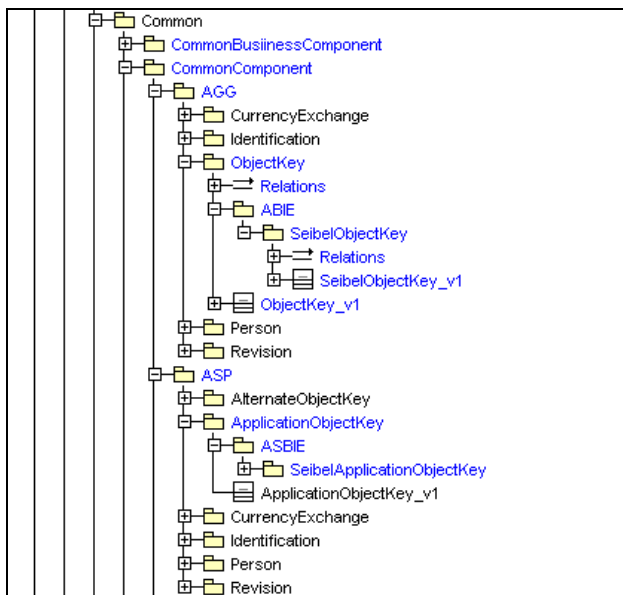 Common
CommonBusiinessComponent
CommonComponent
AGG
CurrencyExchange
Identification
ObjectKey
Relations
ABIE
SeibelObjectKey
Relations
SeibelObjectKey_v1
ObjectKey_v1
Person
Revision
ASP
AlternateObjectKey
ApplicationObjectKey
ASBIE
SeibelApplicationObjectKey
ApplicationObjectKey_v1
CurrencyExchange
Identification
Person
Revision